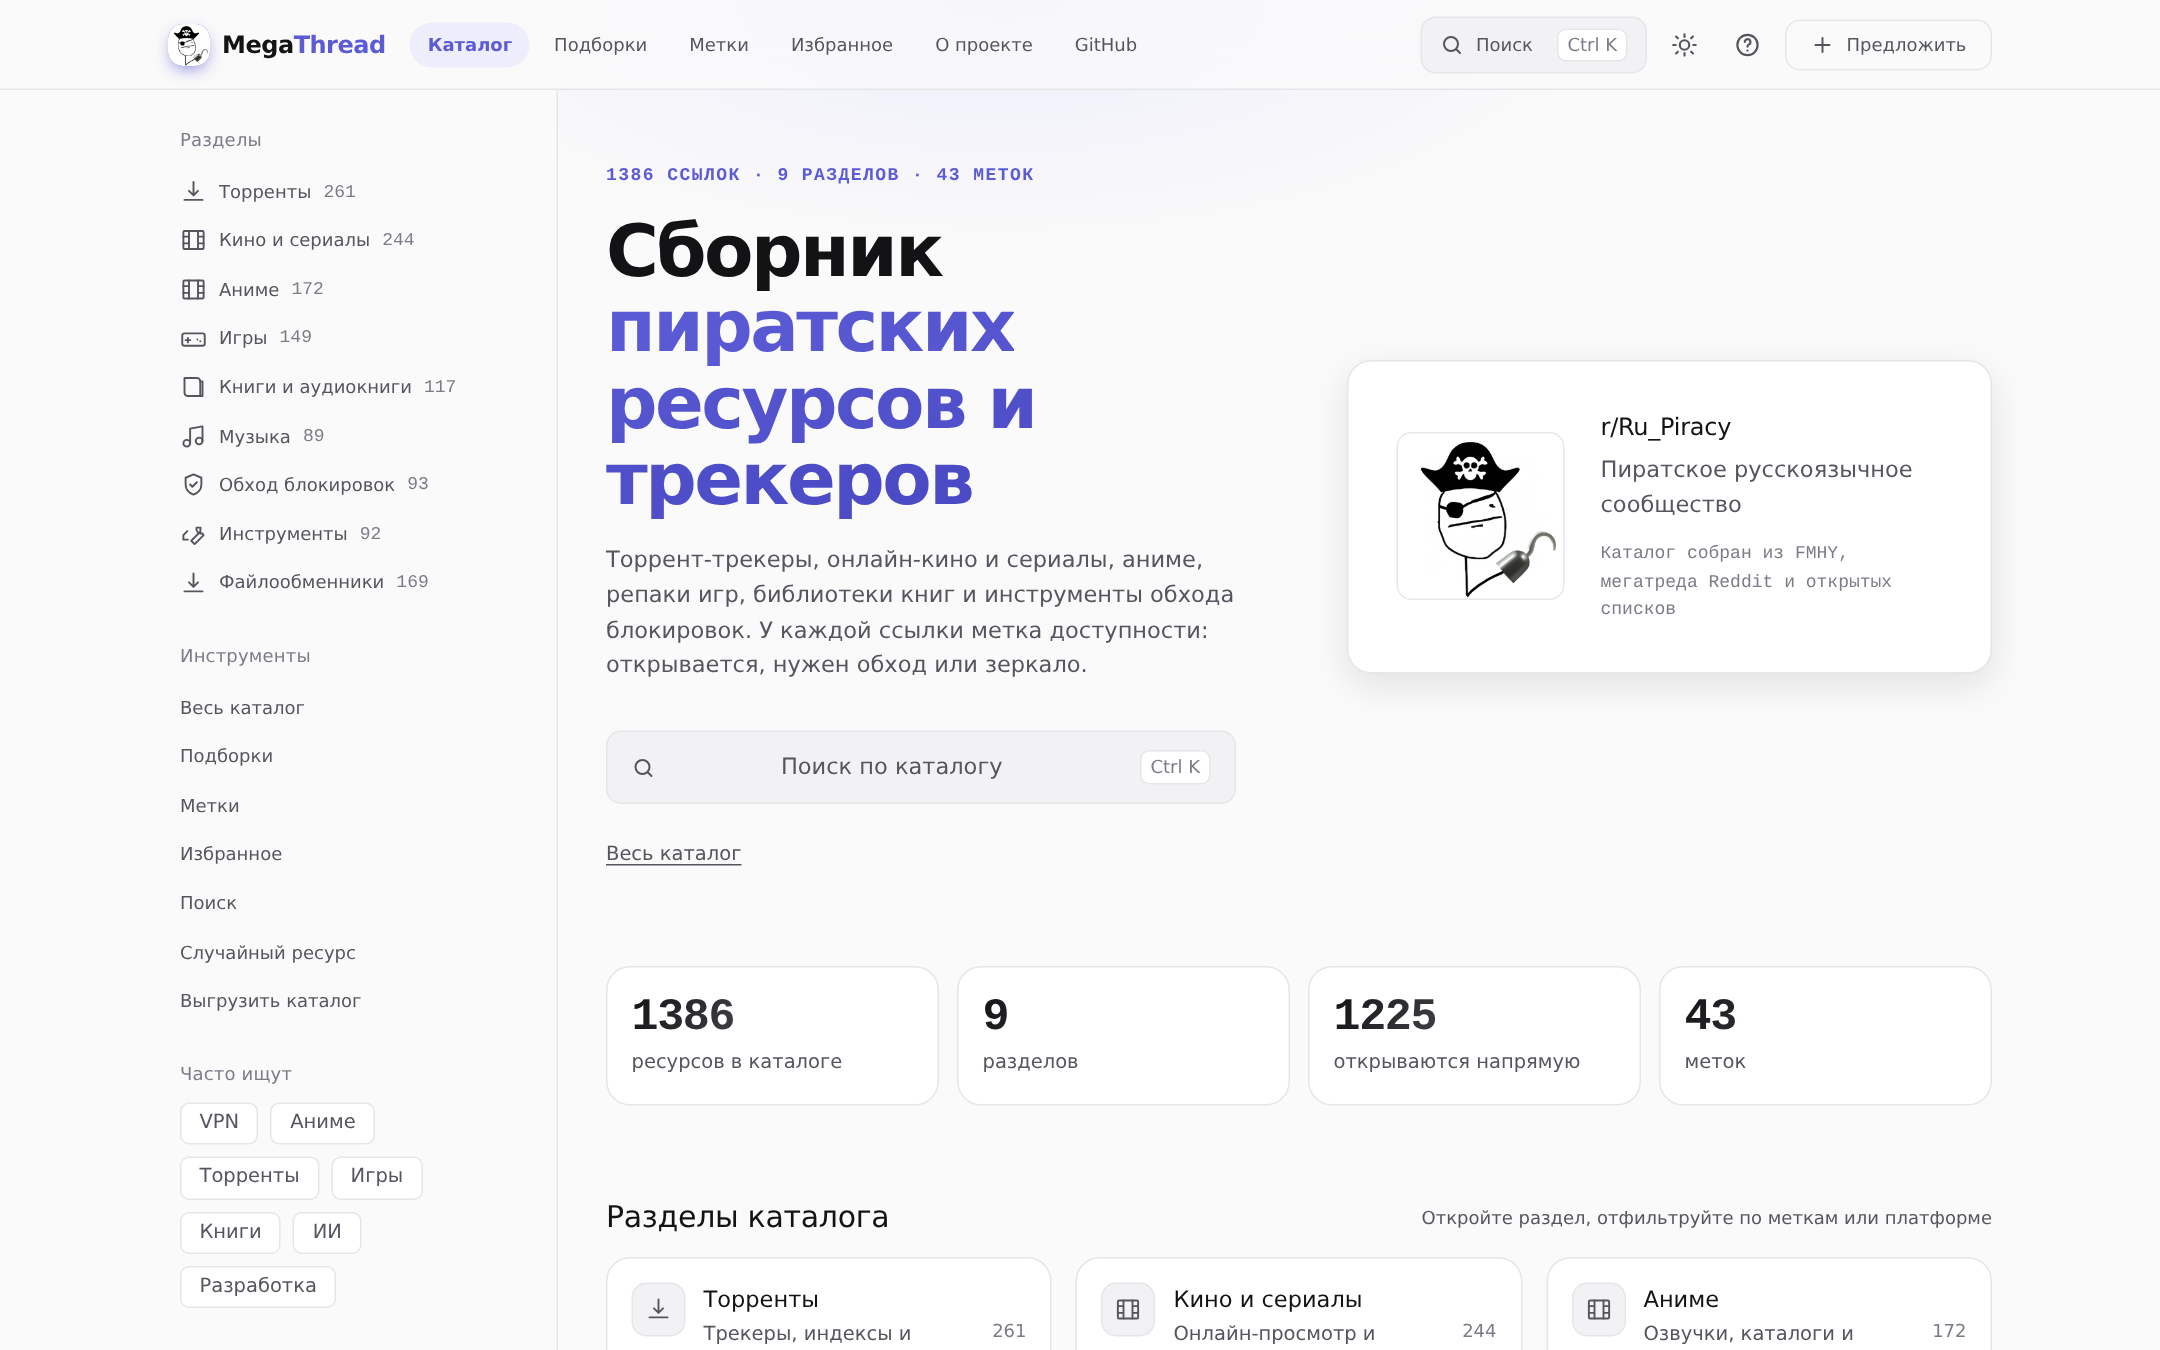 MegaThread
Каталог
Подборки
Метки
Избранное
О проекте
GitHub
Поиск
Ctrl K
Предложить
Разделы
Торренты 261
Кино и сериалы 244
Аниме 172
Игры 149
Книги и аудиокниги 117
Музыка 89
Обход блокировок 93
Инструменты 92
Файлообменники 169
Инструменты
Весь каталог
Подборки
Метки
Избранное
Поиск
Случайный ресурс
Выгрузить каталог
Часто ищут
VPN
Аниме
Торренты
Игры
Книги
ИИ
Разработка
1386 ССЫЛОК · 9 РАЗДЕЛОВ · 43 МЕТОК
Сборник
пиратских
ресурсов и
трекеров
Торрент-трекеры, онлайн-кино и сериалы, аниме,
репаки игр, библиотеки книг и инструменты обхода
блокировок. У каждой ссылки метка доступности:
открывается, нужен обход или зеркало.
Поиск по каталогу
Ctrl K
Весь каталог
r/Ru_Piracy
Пиратское русскоязычное
сообщество
Каталог собран из FMHY,
мегатреда Reddit и открытых
списков
1386
ресурсов в каталоге
9
разделов
1225
открываются напрямую
43
меток
Разделы каталога
Откройте раздел, отфильтруйте по меткам или платформе
Торренты
Трекеры, индексы и
261
Кино и сериалы
Онлайн-просмотр и
244
Аниме
Озвучки, каталоги и
172